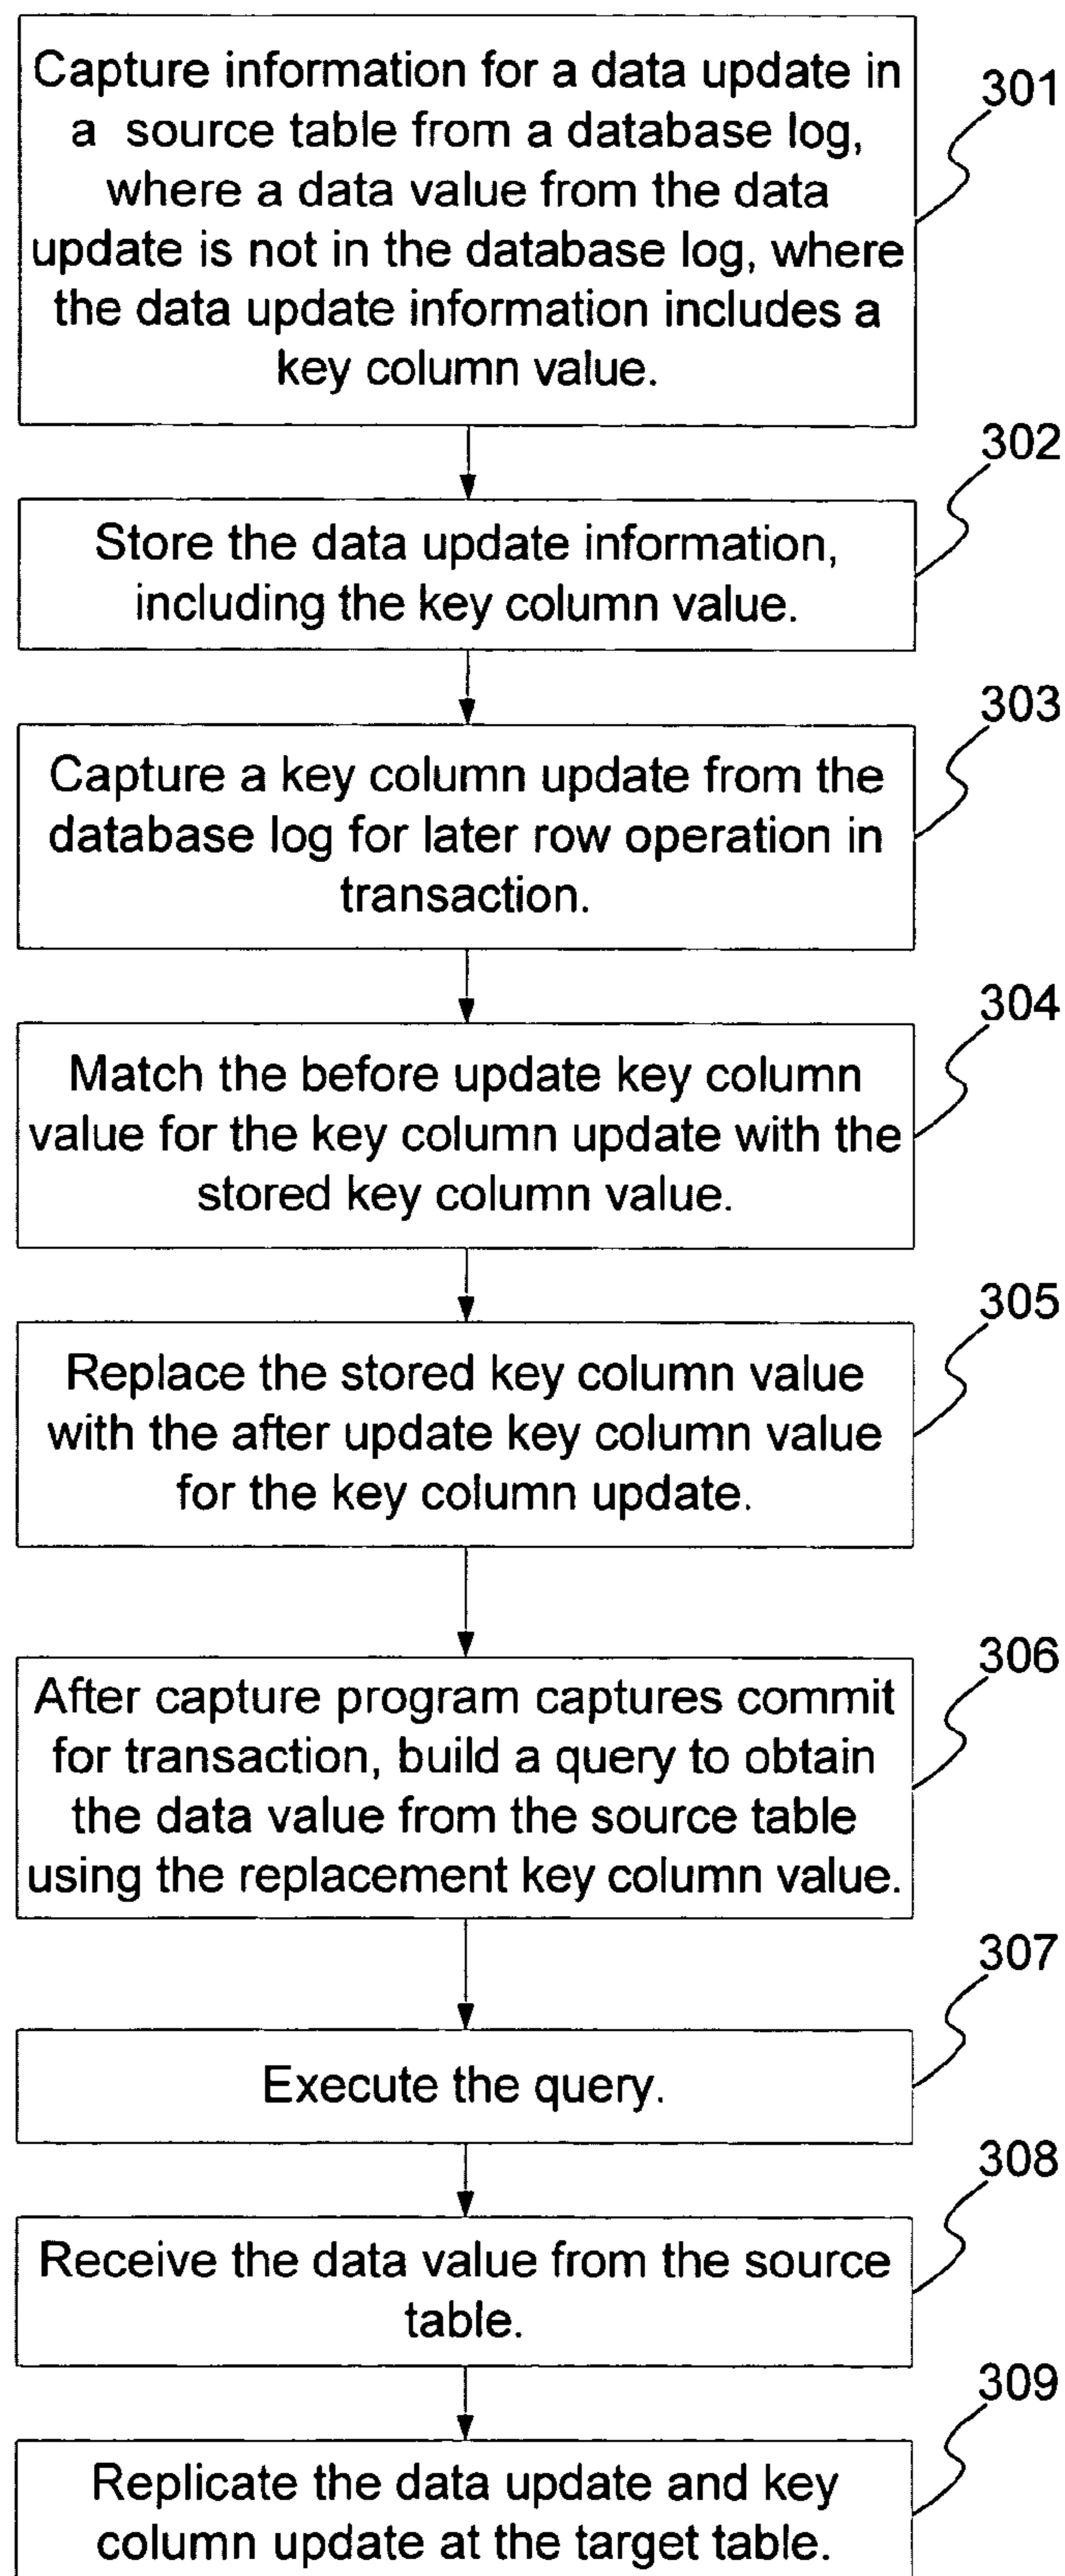 Capture information for a data update in
a source table from a database log,
where a data value from the data
update is not in the database log, where
the data update information includes a
key column value.
301
Store the data update information,
including the key column value.
302
Capture a key column update from the
database log for later row operation in
transaction.
303
Match the before update key column
value for the key column update with the
stored key column value.
304
Replace the stored key column value
with the after update key column value
for the key column update.
305
After capture program captures commit
for transaction, build a query to obtain
the data value from the source table
using the replacement key column value.
306
Execute the query.
307
Receive the data value from the source
table.
308
Replicate the data update and key
column update at the target table.
309